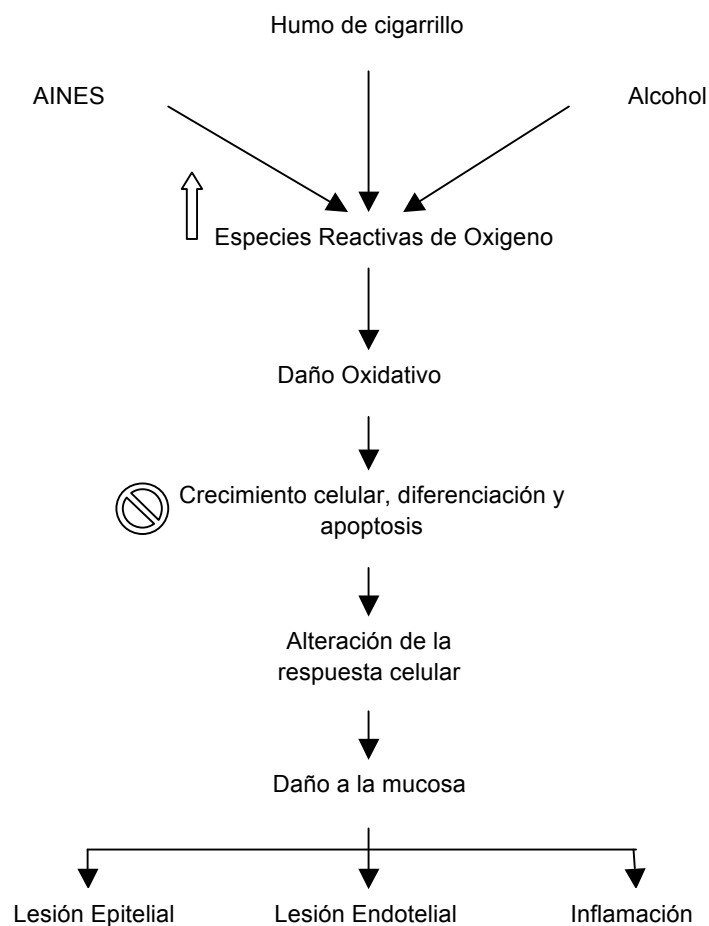 Humo de cigarrillo
AINES
Alcohol
Especies Reactivas de Oxigeno
Daño Oxidativo
Crecimiento celular, diferenciación y
apoptosis
Alteración de la
respuesta celular
Daño a la mucosa
Lesión Epitelial
Lesión Endotelial
Inflamación